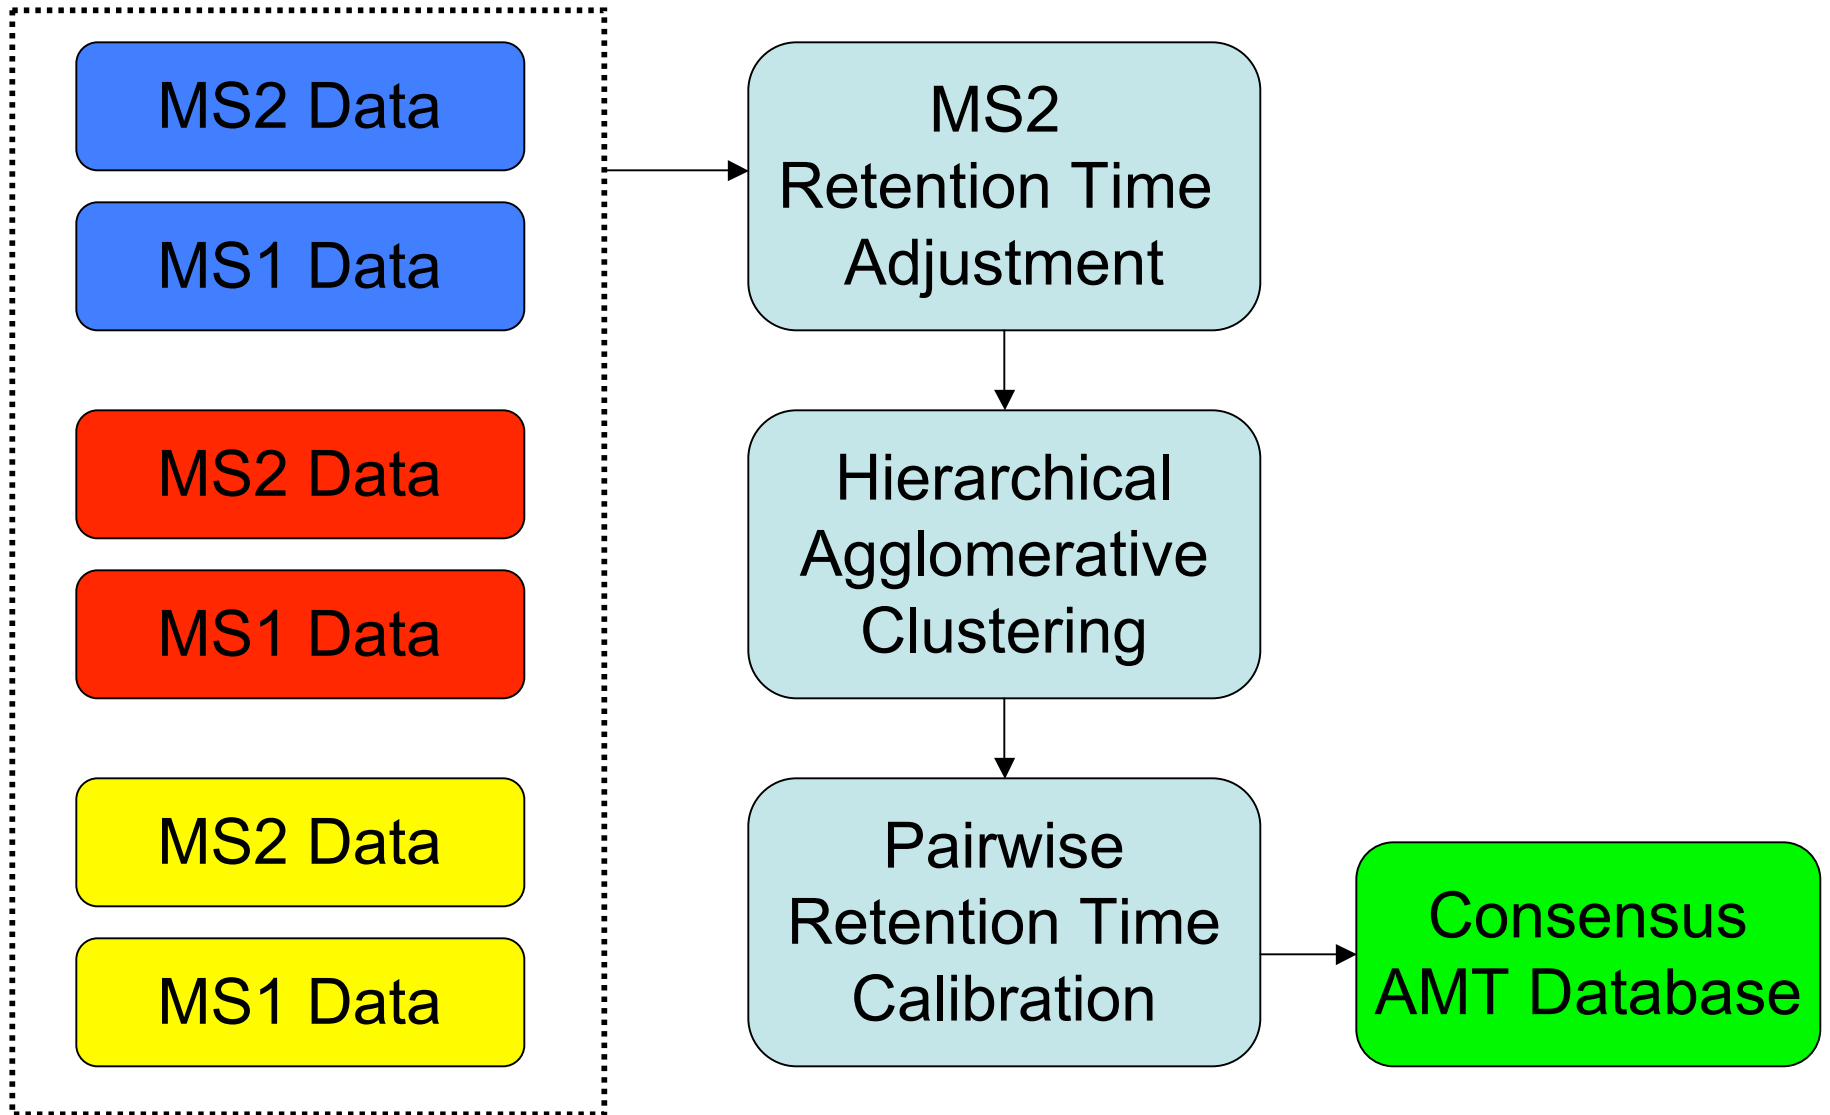 MS2 Data
MS1 Data
MS2 Data
MS1 Data
MS2 Data
MS1 Data
MS2
Retention Time
Adjustment
Hierarchical
Agglomerative
Clustering
Pairwise
Retention Time
Calibration
Consensus
AMT Database